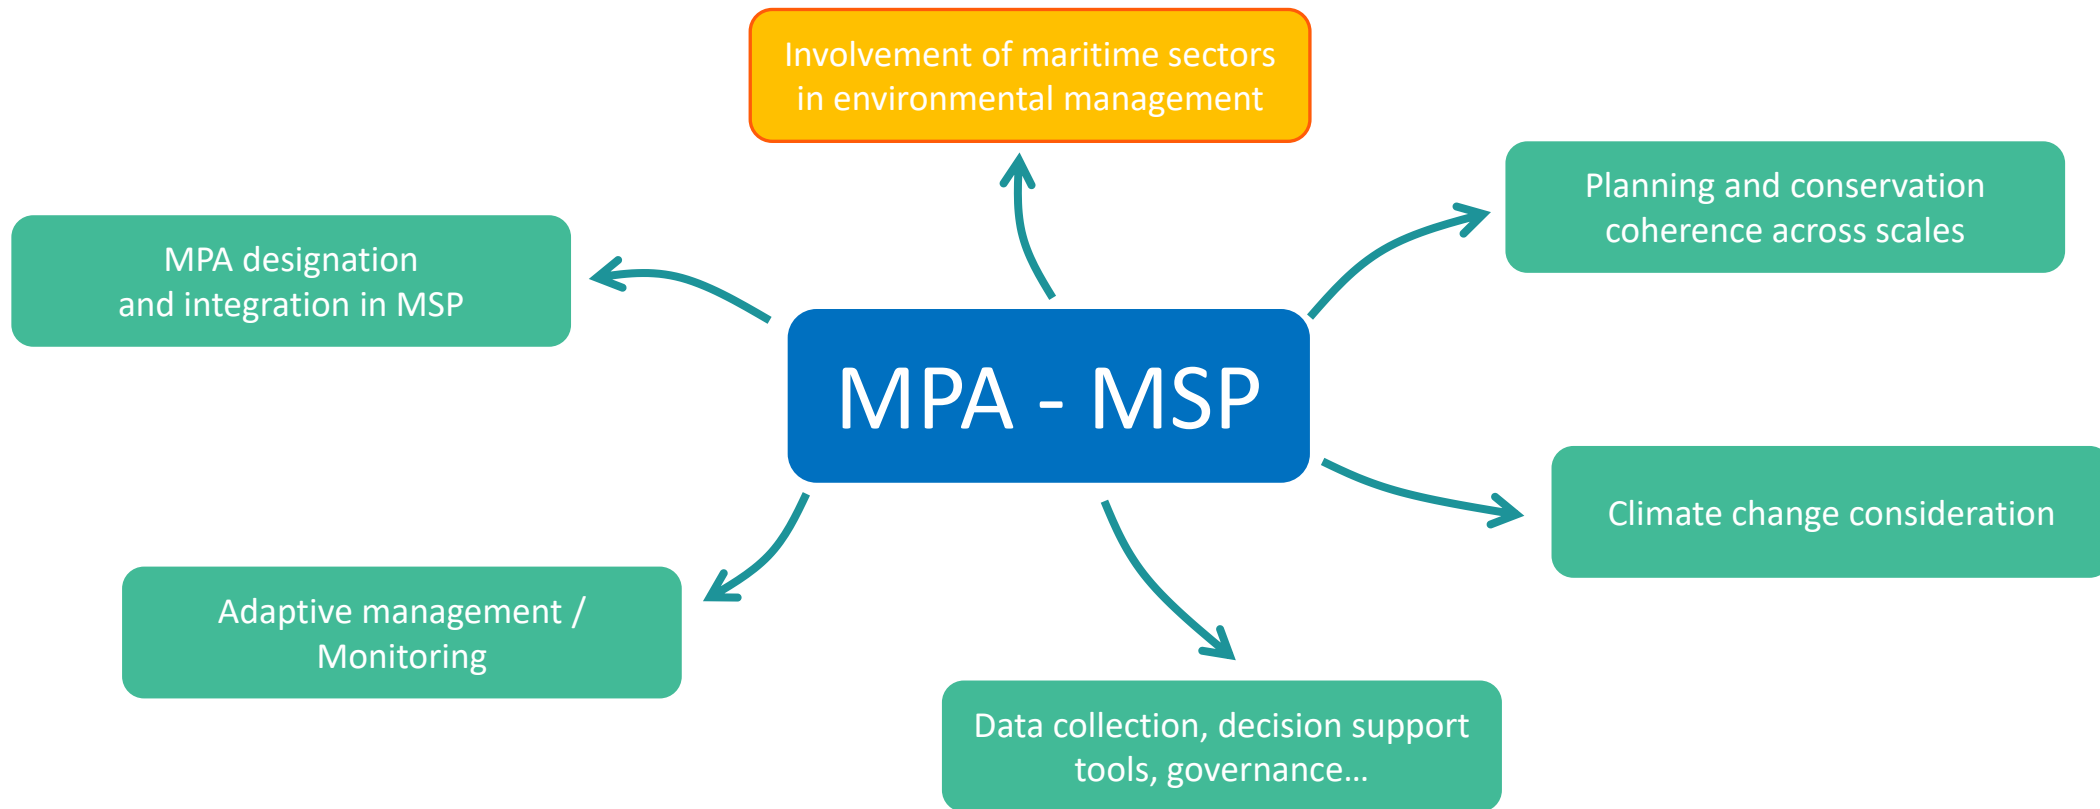 Involvement of maritime sectors
in environmental management
Planning and conservation
coherence across scales
MPA designation
and integration in MSP
MPA - MSP
Climate change consideration
Adaptive management /
Monitoring
Data collection, decision support
tools, governance…